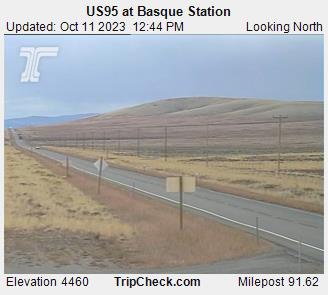 US95 at Basque Station
Updated: Oct 11 2023 12:44 PM Looking North
Elevation 4460 TripCheck.com Milepost 91.62